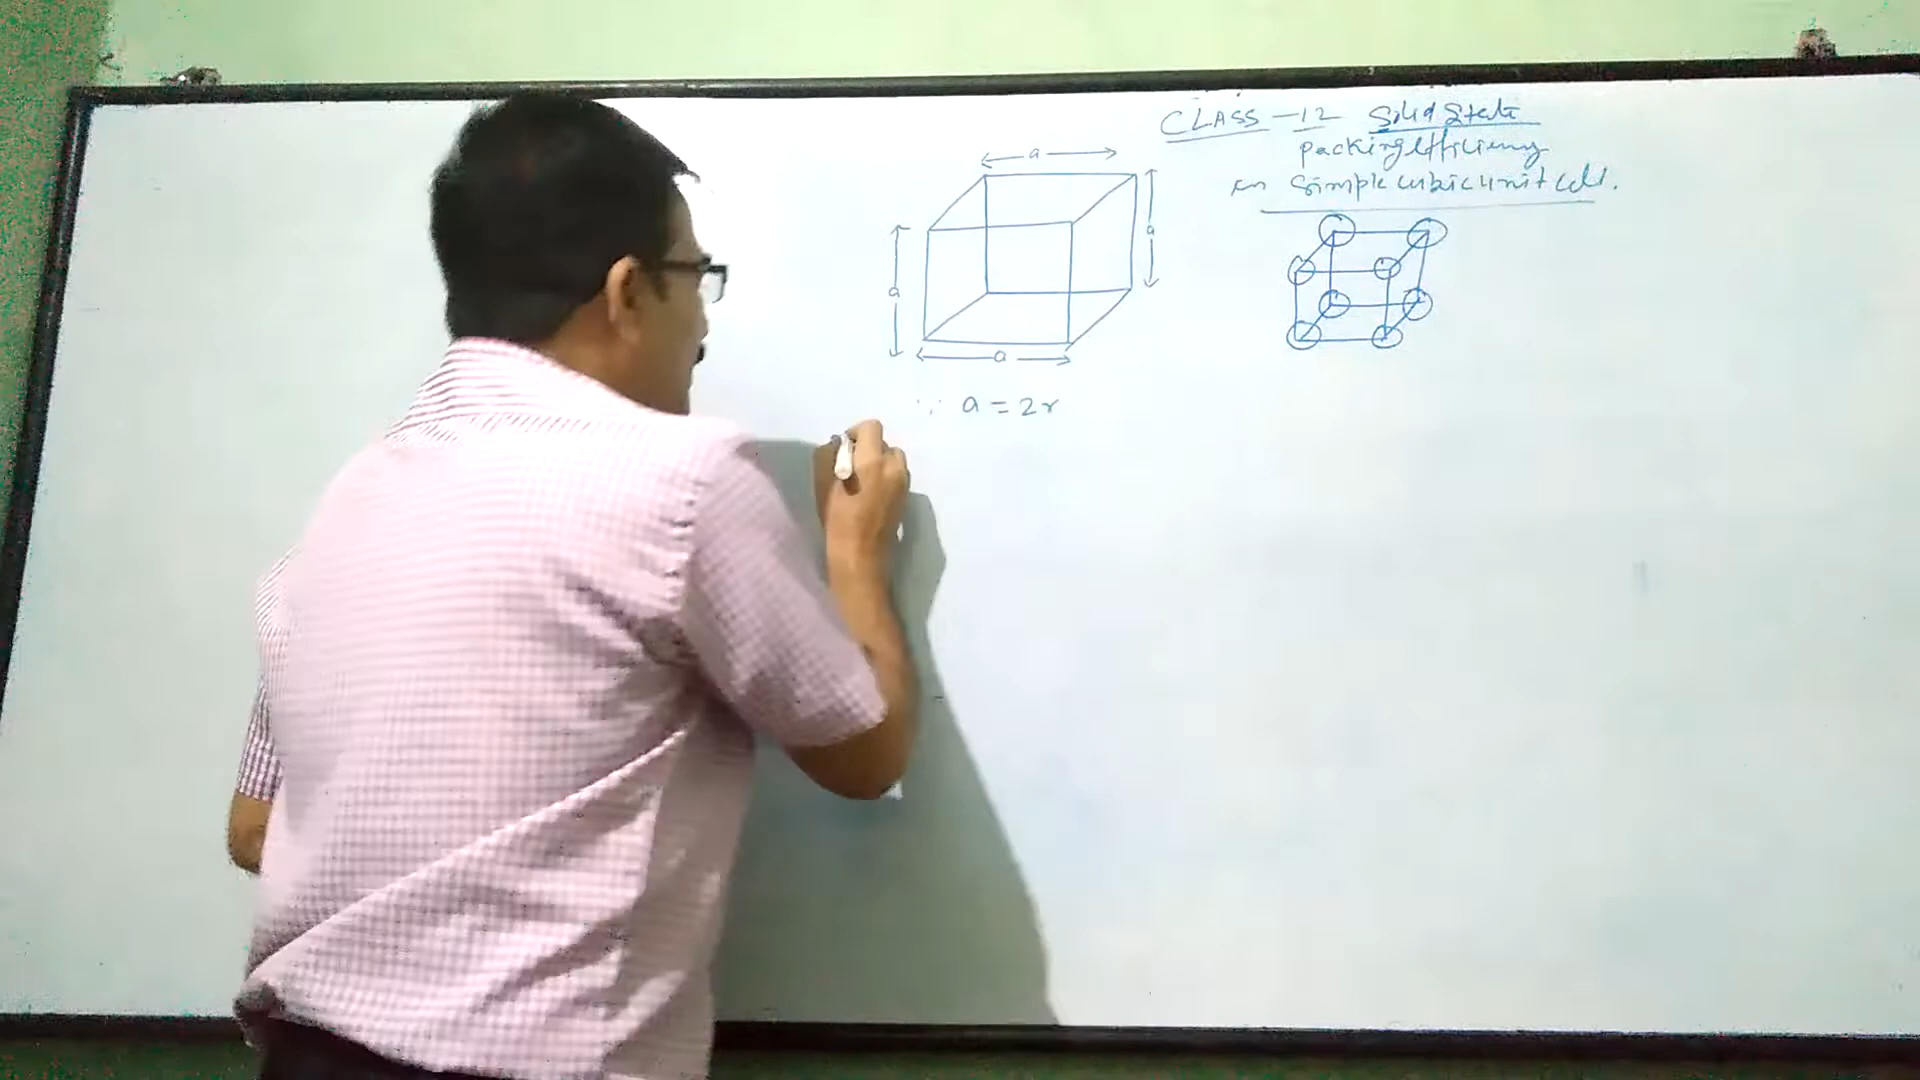 CLASS - 12 Solid State
packing efficiency
in simple cubic unit cell.
a
a
a
a
∵ a = 2r